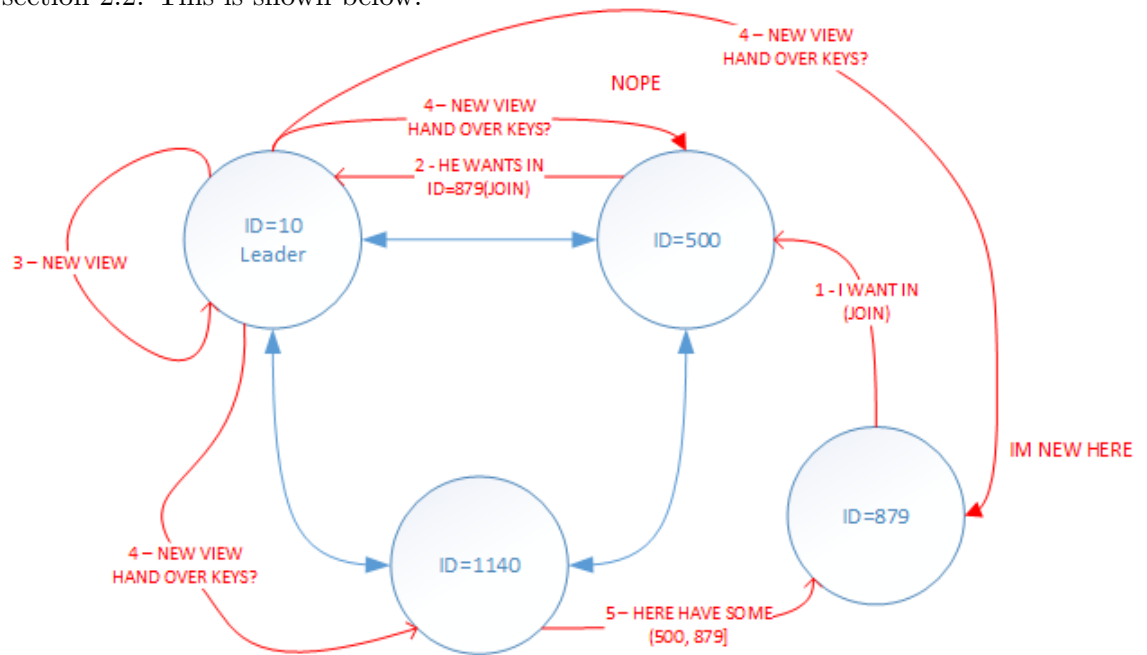 section 2.2. This is shown below.
4 – NEW VIEW
HAND OVER KEYS?
NOPE
4 – NEW VIEW
HAND OVER KEYS?
2 - HE WANTS IN
ID=879(JOIN)
ID=10
Leader
ID=500
3 – NEW VIEW
1 - I WANT IN
(JOIN)
IM NEW HERE
ID=879
4 – NEW VIEW
HAND OVER KEYS?
ID=1140
5 – HERE HAVE SOME
(500, 879]